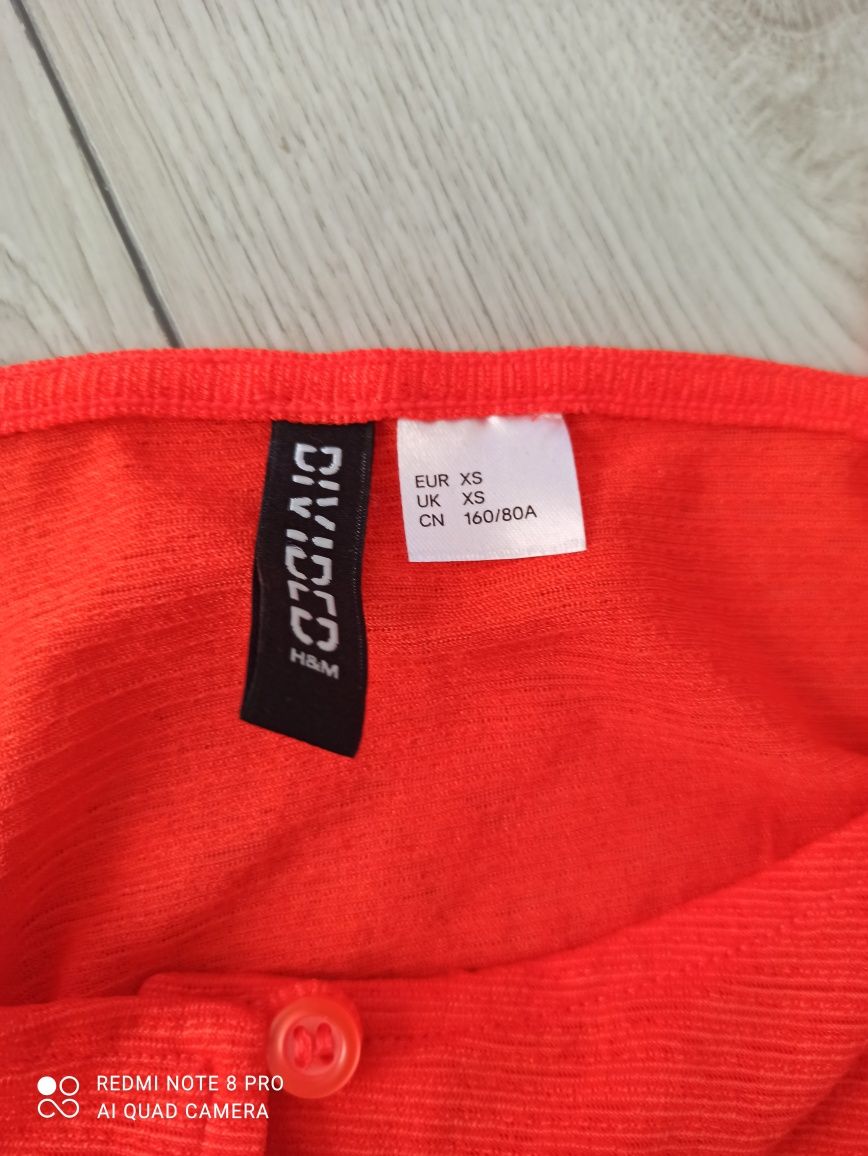 DIVIDED
H&M
EUR XS
UK XS
CN 160/80A
REDMI NOTE 8 PRO
AI QUAD CAMERA